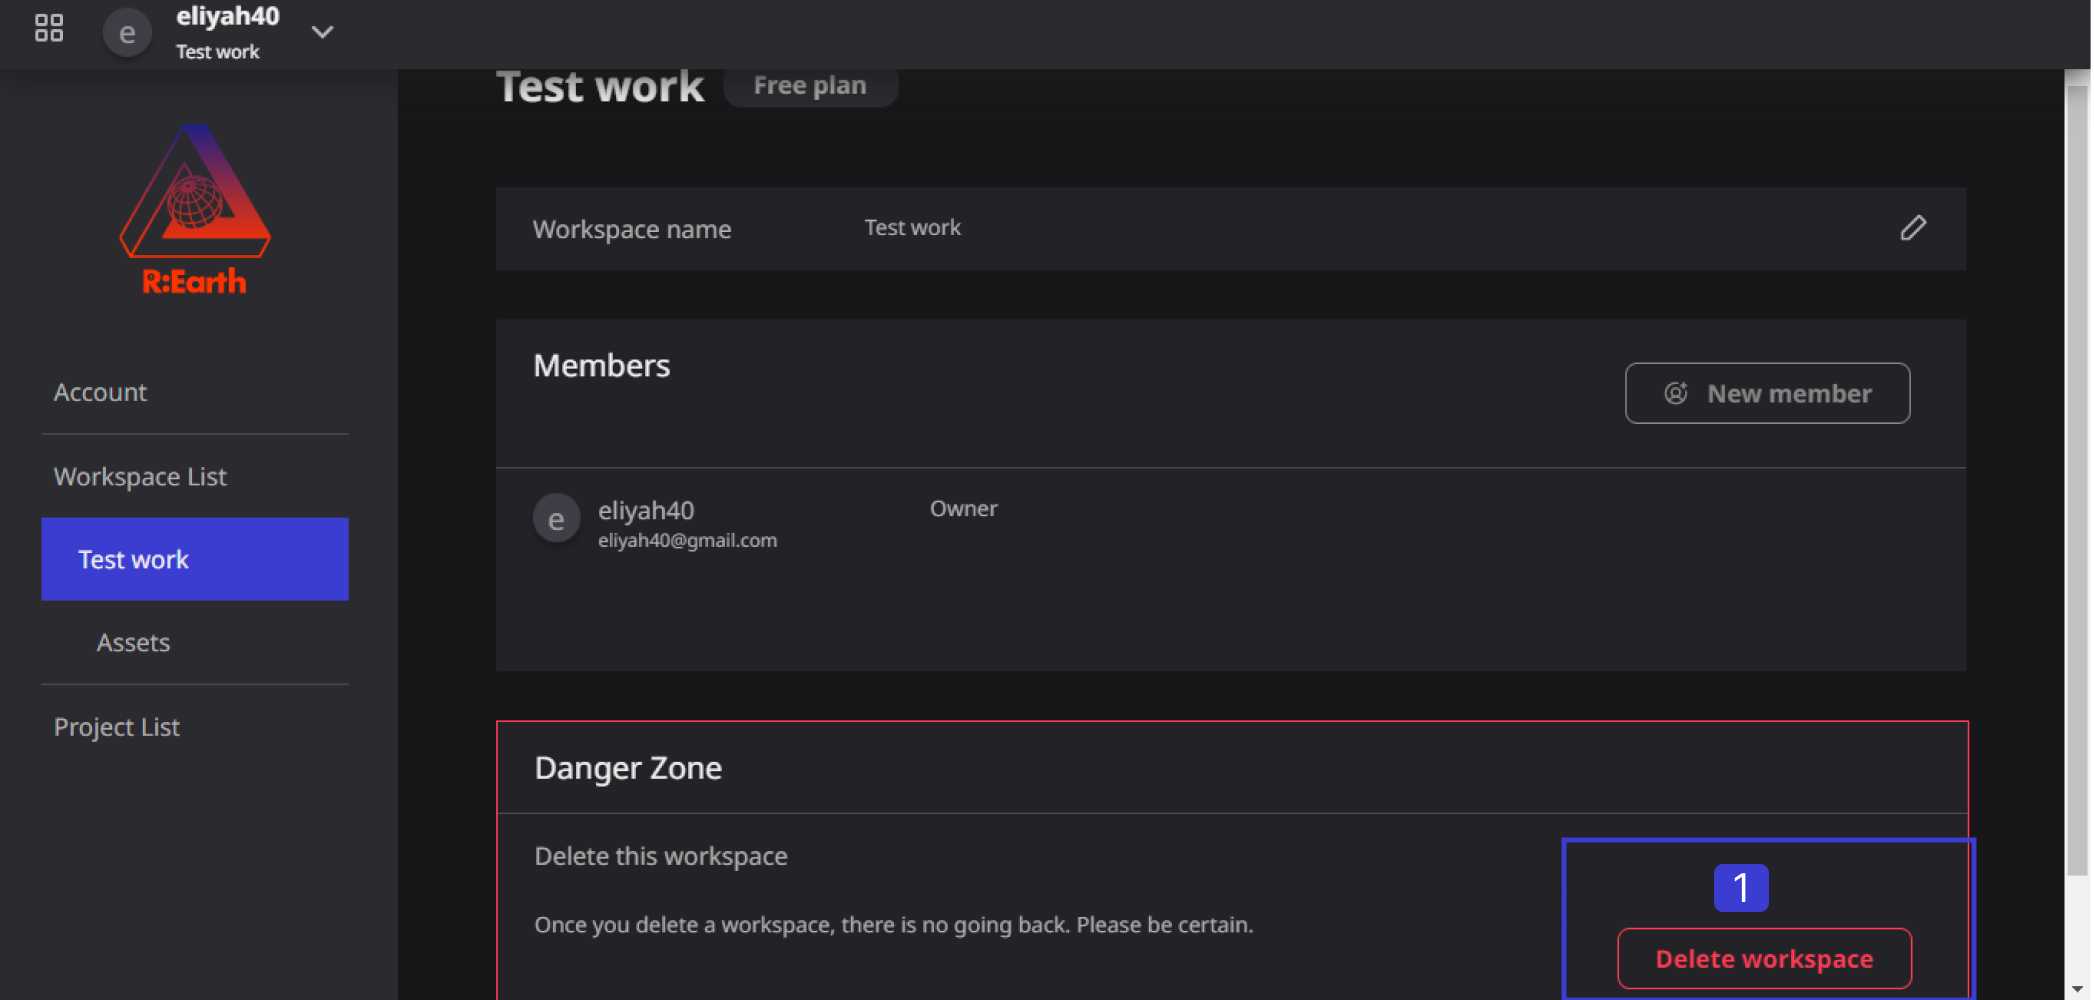 e
eliyah40
Test work
Test work
Free plan
R:Earth
Account
Workspace List
Test work
Assets
Project List
Workspace name
Test work
Members
New member
e
eliyah40
eliyah40@gmail.com
Owner
Danger Zone
Delete this workspace
Once you delete a workspace, there is no going back. Please be certain.
1
Delete workspace